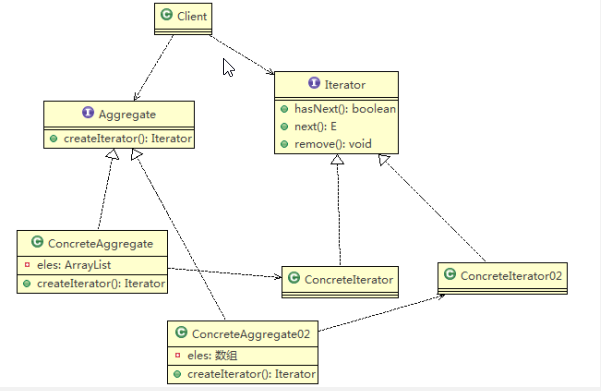 Client
Iterator
hasNext(): boolean
next(): E
remove(): void
Aggregate
createIterator(): Iterator
ConcreteAggregate
eles: ArrayList
createIterator(): Iterator
ConcreteIterator
ConcreteIterator02
ConcreteAggregate02
eles: 数组
createIterator(): Iterator